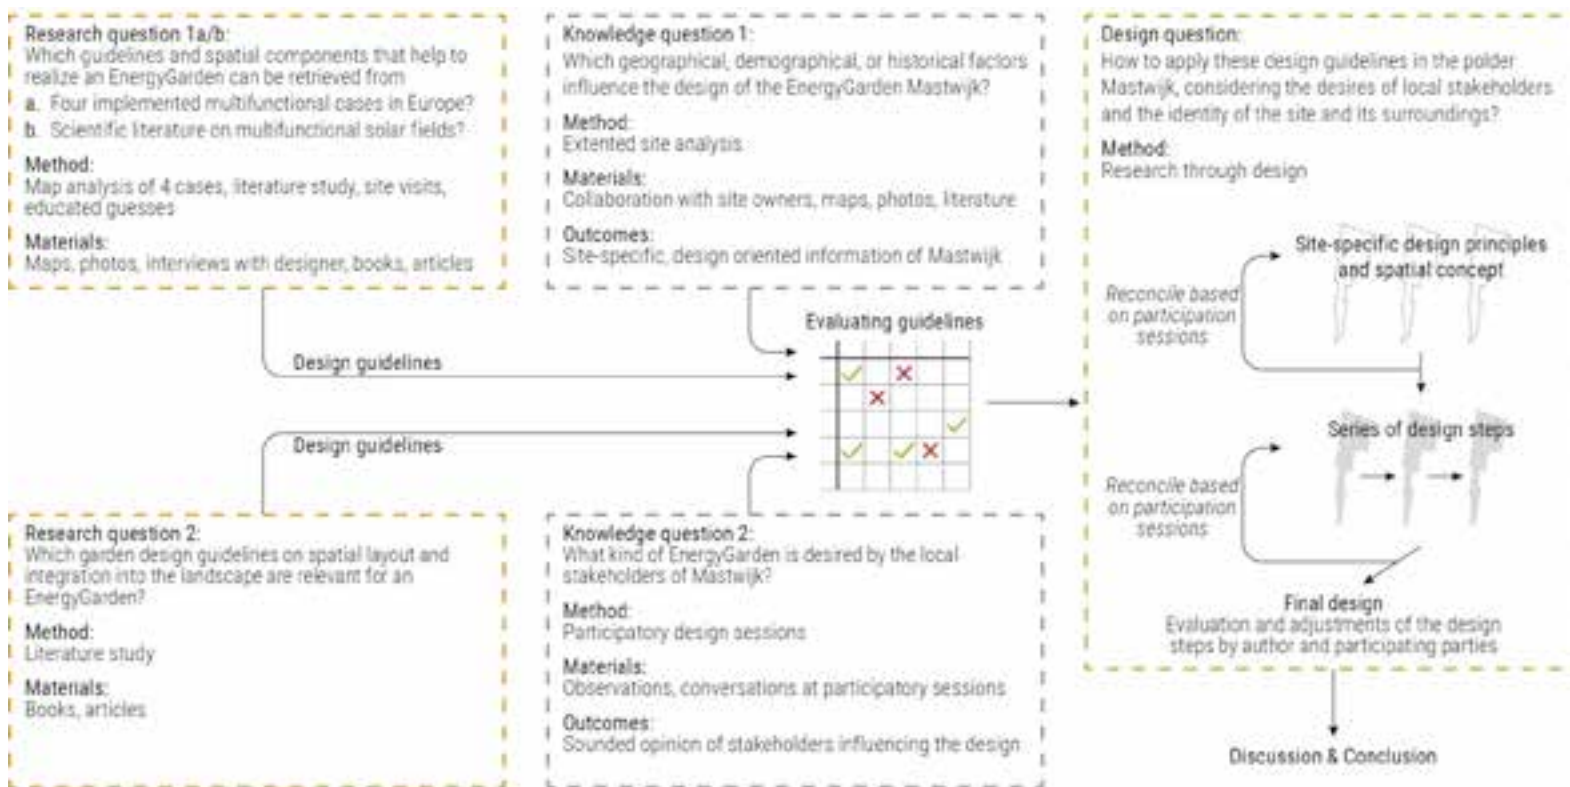 Research question 1a/b:
Which guidelines and spatial components that help to
realize an EnergyGarden can be retrieved from
a. Four implemented multifunctional cases in Europe?
b. Scientific literature on multifunctional solar fields?
Method:
Map analysis of 4 cases, literature study, site visits,
educated guesses
Materials:
Maps, photos, interviews with designer, books, articles
Knowledge question 1:
Which geographical, demographical, or historical factors
influence the design of the EnergyGarden Mastwijk?
Method:
Extented site analysis
Materials:
Collaboration with site owners, maps, photos, literature
Outcomes:
Site-specific, design oriented information of Mastwijk
Design guidelines
Design guidelines
Evaluating guidelines
Research question 2:
Which garden design guidelines on spatial layout and
integration into the landscape are relevant for an
EnergyGarden?
Method:
Literature study
Materials:
Books, articles
Knowledge question 2:
What kind of EnergyGarden is desired by the local
stakeholders of Mastwijk?
Method:
Participatory design sessions
Materials:
Observations, conversations at participatory sessions
Outcomes:
Sounded opinion of stakeholders influencing the design
Design question:
How to apply these design guidelines in the polder
Mastwijk, considering the desires of local stakeholders
and the identity of the site and its surroundings?
Method:
Research through design
Site-specific design principles
and spatial concept
Reconcile based
on participation
sessions
Series of design steps
Reconcile based
on participation
sessions
Final design
Evaluation and adjustments of the design
steps by author and participating parties
Discussion & Conclusion